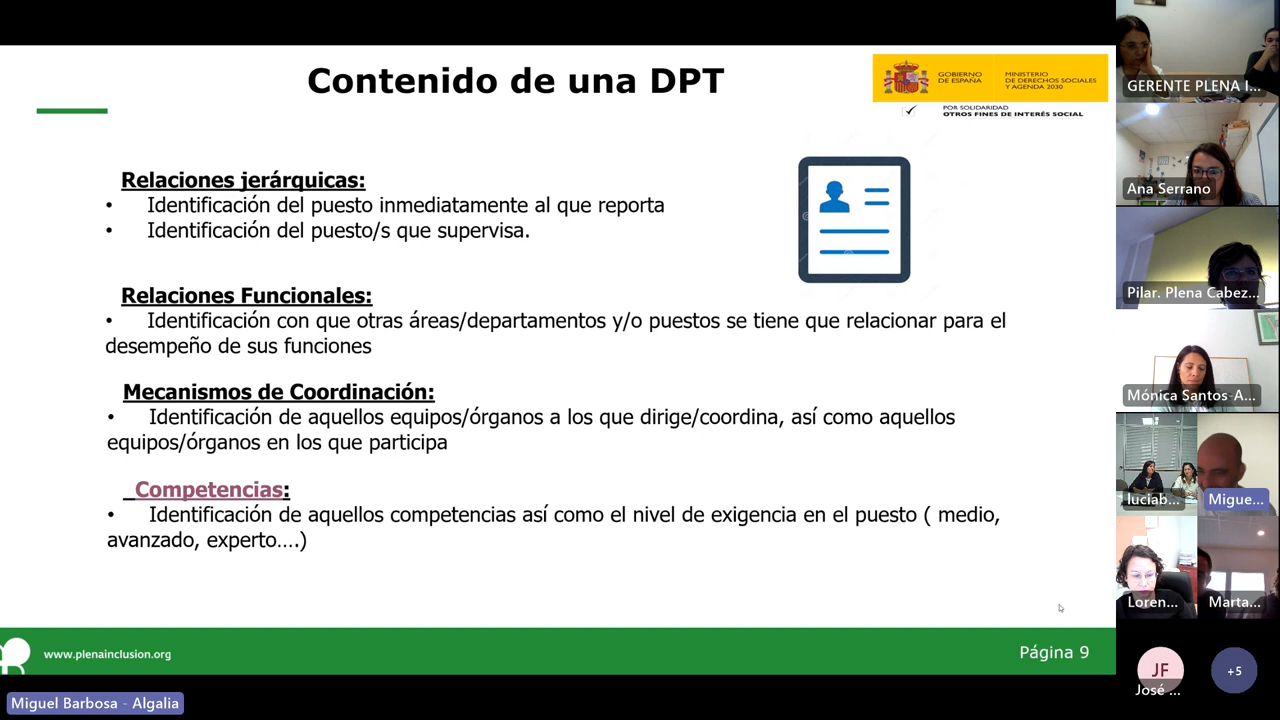 Contenido de una DPT
GOBIERNO
DE ESPAÑA
MINISTERIO
DE DERECHOS SOCIALES
Y AGENDA 2030
POR SOLIDARIDAD
OTROS FINES DE INTERÉS SOCIAL
Relaciones jerárquicas:
• Identificación del puesto inmediatamente al que reporta
• Identificación del puesto/s que supervisa.
Relaciones Funcionales:
• Identificación con que otras áreas/departamentos y/o puestos se tiene que relacionar para el
desempeño de sus funciones
Mecanismos de Coordinación:
• Identificación de aquellos equipos/órganos a los que dirige/coordina, así como aquellos
equipos/órganos en los que participa
Competencias:
• Identificación de aquellos competencias así como el nivel de exigencia en el puesto ( medio,
avanzado, experto....)
www.plenainclusion.org
Página 9
Miguel Barbosa - Algalia
GERENTE PLENA I...
Ana Serrano
Pilar. Plena Cabez...
Mónica Santos-A...
luciab...
Migue...
Loren...
Marta...
JF
José ...
+5